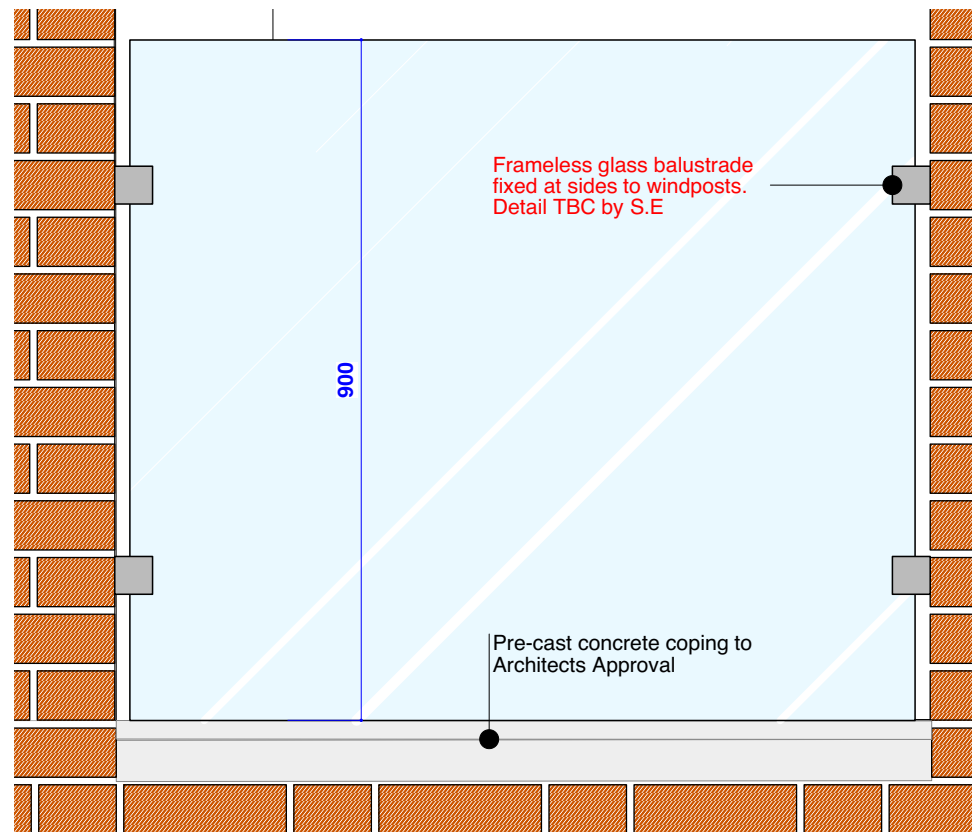 Frameless glass balustrade
fixed at sides to windposts.
Detail TBC by S.E
900
Pre-cast concrete coping to
Architects Approval